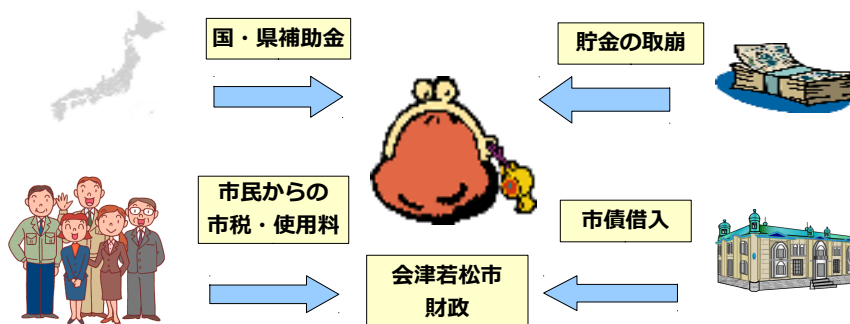 国・県補助金
貯金の取崩
市民からの
市税・使用料
市債借入
会津若松市
財政